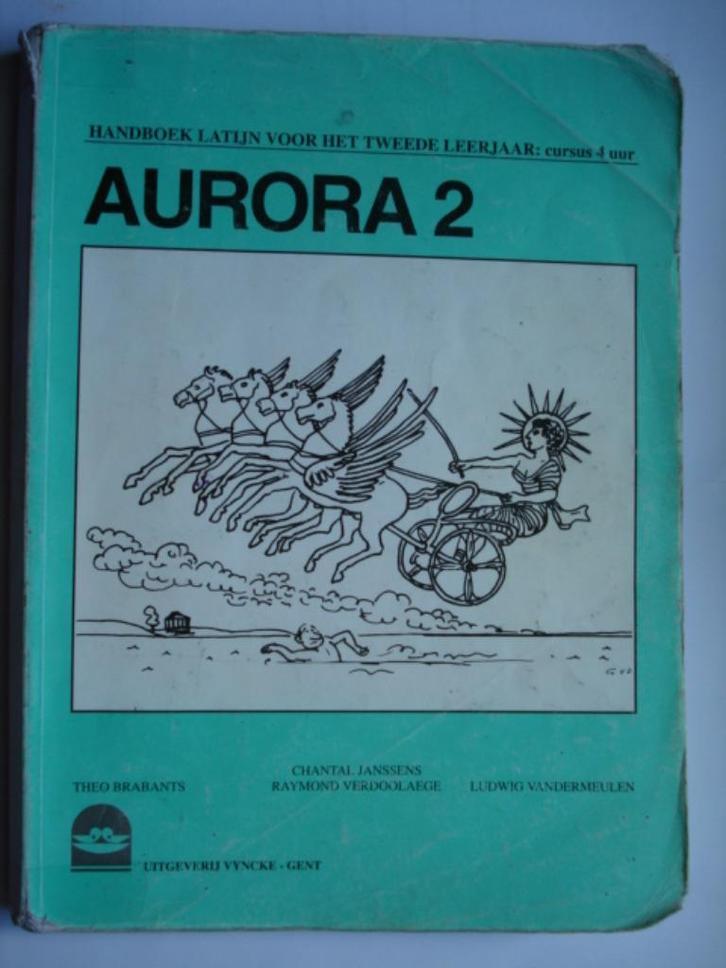 HANDBOEK LATIJN VOOR HET TWEEDE LEERJAAR: cursus 4 uur
AURORA 2
CHANTAL JANSSENS
THEO BRABANTS RAYMOND VERDOOLAEGE LUDWIG VANDERMEULEN
UITGEVERIJ VYNCKE - GENT